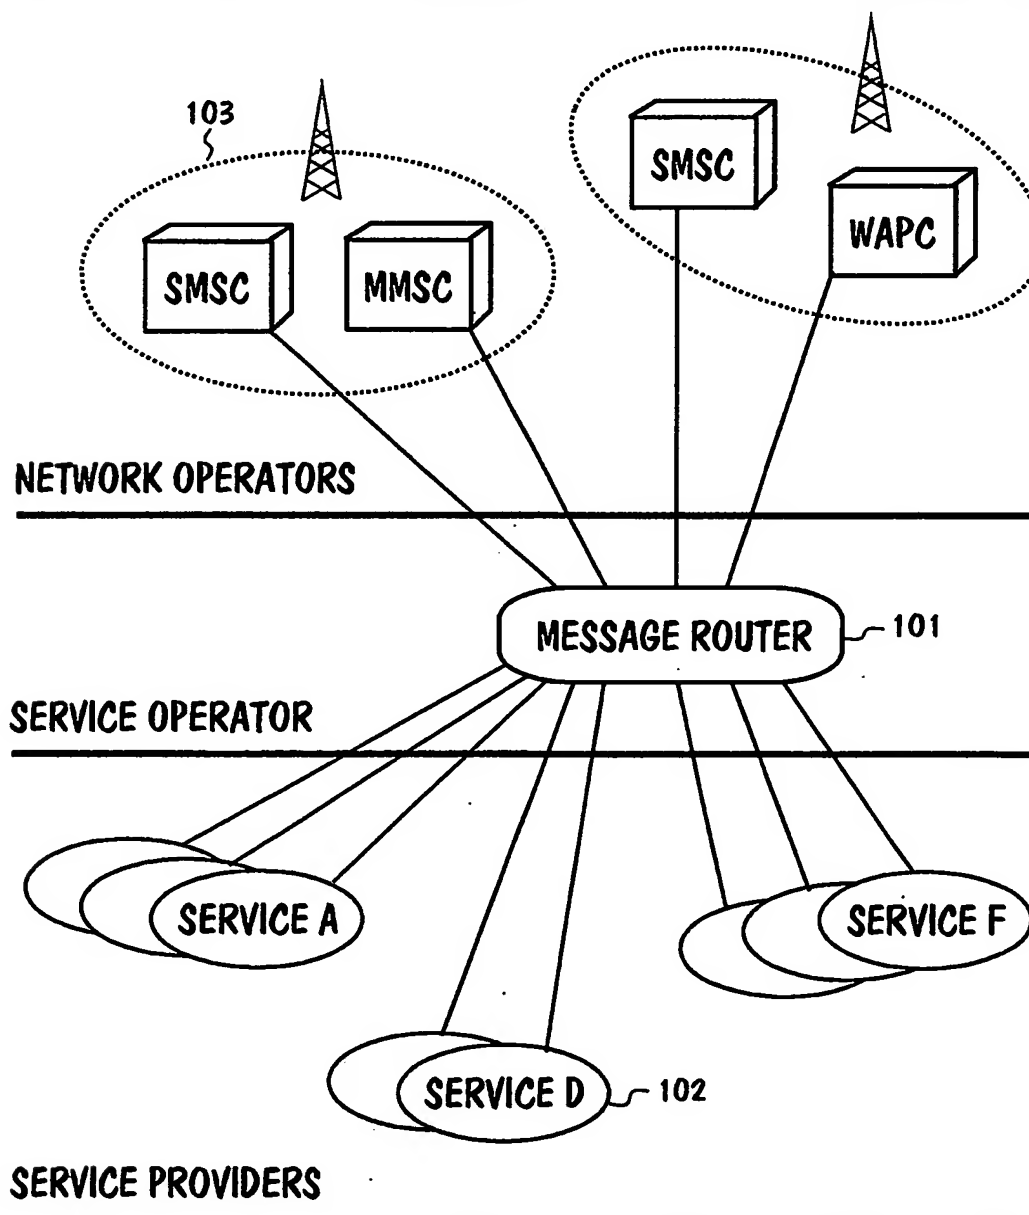 103
SMSC
MMSC
SMSC
WAPC
NETWORK OPERATORS
MESSAGE ROUTER
101
SERVICE OPERATOR
SERVICE A
SERVICE F
SERVICE D
102
SERVICE PROVIDERS